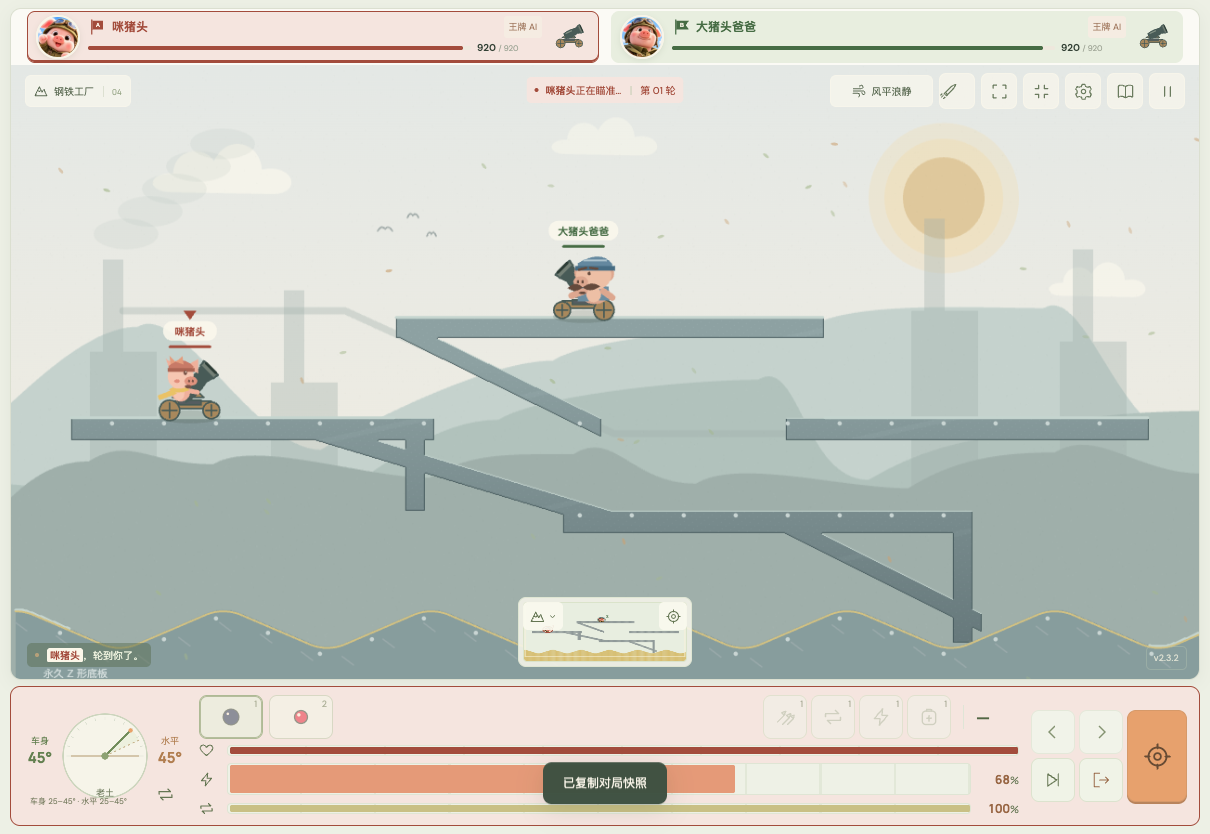 咪猪头
王牌 AI
920 / 920
大猪头爸爸
王牌 AI
920 / 920
钢铁工厂 04
咪猪头正在瞄准… 第 01 轮
风平浪静
大猪头爸爸
咪猪头
咪猪头，轮到你了。
永久 Z 形底板
v2.3.2
车身
45°
水平
45°
老土
车身 25–45° · 水平 25–45°
1
2
1
1
1
1
68%
已复制对局快照
100%